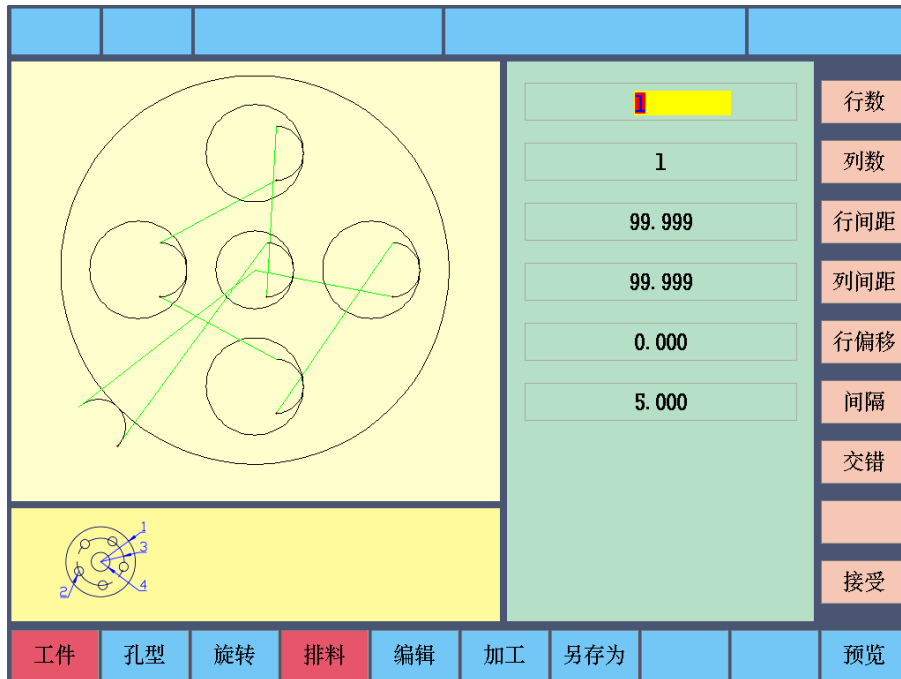 1
行数
1
列数
99.999
行间距
99.999
列间距
0.000
行偏移
5.000
间隔
交错
接受
1
3
2
4
工件 孔型 旋转 排料 编辑 加工 另存为 预览